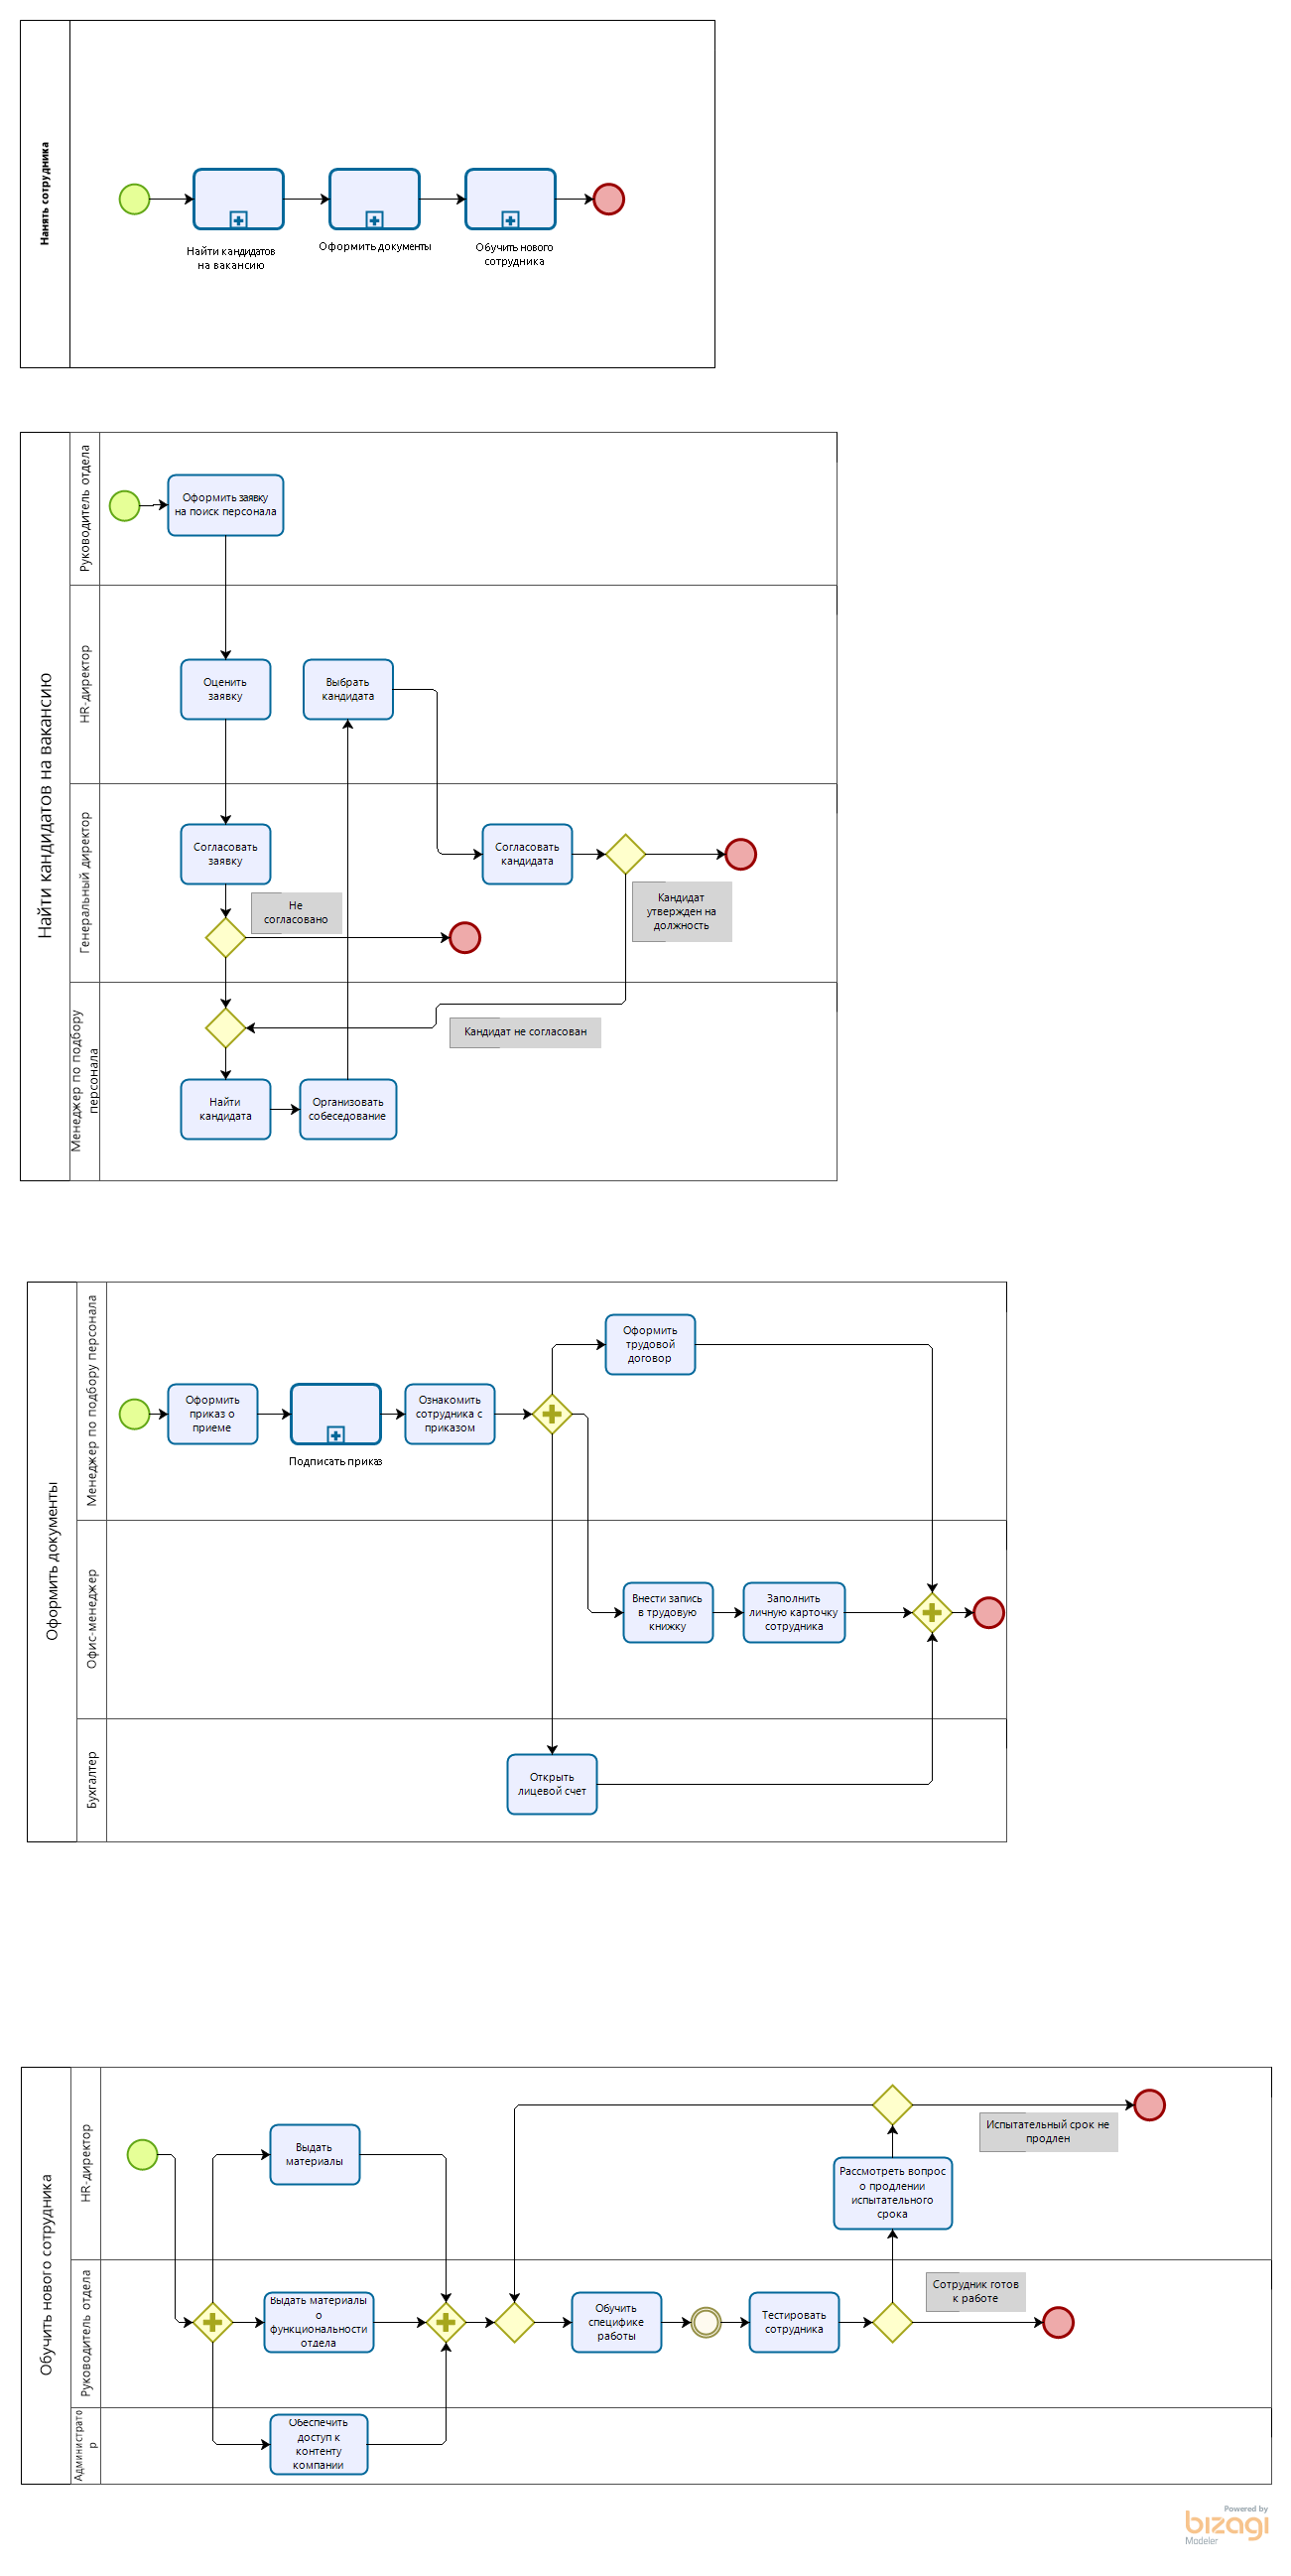 Нанять сотрудника
Найти кандидатов
на вакансию
Оформить документы
Обучить нового
сотрудника
Найти кандидатов на вакансию
Руководитель отдела
Оформить заявку
на поиск персонала
HR-директор
Оценить
заявку
Выбрать
кандидата
Генеральный директор
Согласовать
заявку
Согласовать
кандидата
Не
согласовано
Кандидат
утвержден на
должность
Менеджер по подбору
персонала
Кандидат не согласован
Найти
кандидата
Организовать
собеседование
Оформить документы
Менеджер по подбору персонала
Оформить
трудовой
договор
Оформить
приказ о
приеме
Подписать приказ
Ознакомить
сотрудника с
приказом
Офис-менеджер
Внести запись
в трудовую
книжку
Заполнить
личную карточку
сотрудника
Бухгалтер
Открыть
лицевой счет
Обучить нового сотрудника
HR-директор
Выдать
материалы
Испытательный срок не
продлен
Рассмотреть вопрос
о продлении
испытательного
срока
Руководитель отдела
Выдать материалы
о
функциональности
отдела
Обучить
специфике
работы
Тестировать
сотрудника
Сотрудник готов
к работе
Администрато
р
Обеспечить
доступ к
контенту
компании
Powered by
bizagi
Modeler